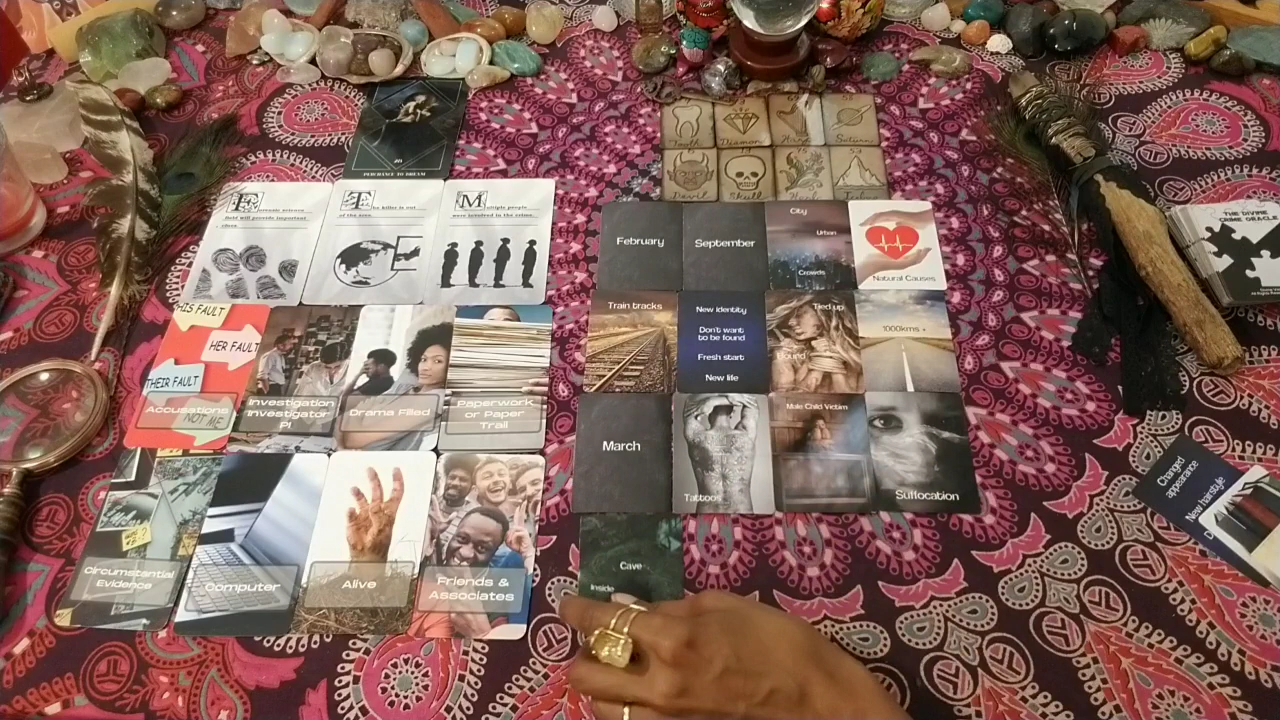 PERCHANCE TO DREAM
Forensic science
field will provide important
clues.
The killer is out
of the area.
Multiple people
were involved in the crime.
HIS FAULT
HER FAULT
THEIR FAULT
NOT ME
Accusations
Investigation
Investigator
PI
Drama Filled
Paperwork
or Paper
Trail
Circumstantial
Evidence
Computer
Alive
Friends &
Associates
Tooth
Diamond
Saturn
Devil
Skull
February
September
City
Urban
Crowds
Natural Causes
Train tracks
New identity
Don't want
to be found
Fresh start
New life
Tied up
Bound
1000kms +
March
Tattoos
Male Child Victim
Suffocation
Cave
Inside
THE DIVINE
CRIME ORACLE
Changed
appearance
New hairstyle